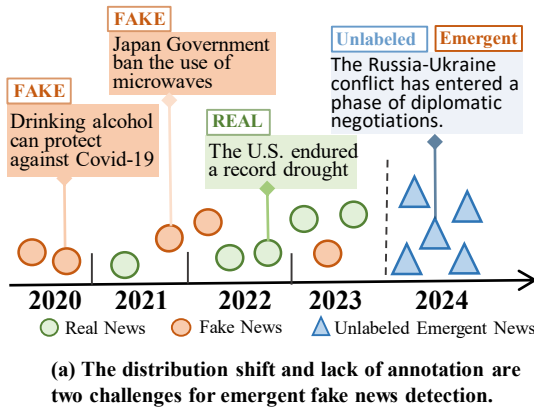 FAKE
Drinking alcohol
can protect
against Covid-19
FAKE
Japan Government
ban the use of
microwaves
REAL
The U.S. endured
a record drought
Unlabeled
Emergent
The Russia-Ukraine
conflict has entered a
phase of diplomatic
negotiations.
2020 2021 2022 2023 2024
Real News Fake News Unlabeled Emergent News
(a) The distribution shift and lack of annotation are
two challenges for emergent fake news detection.